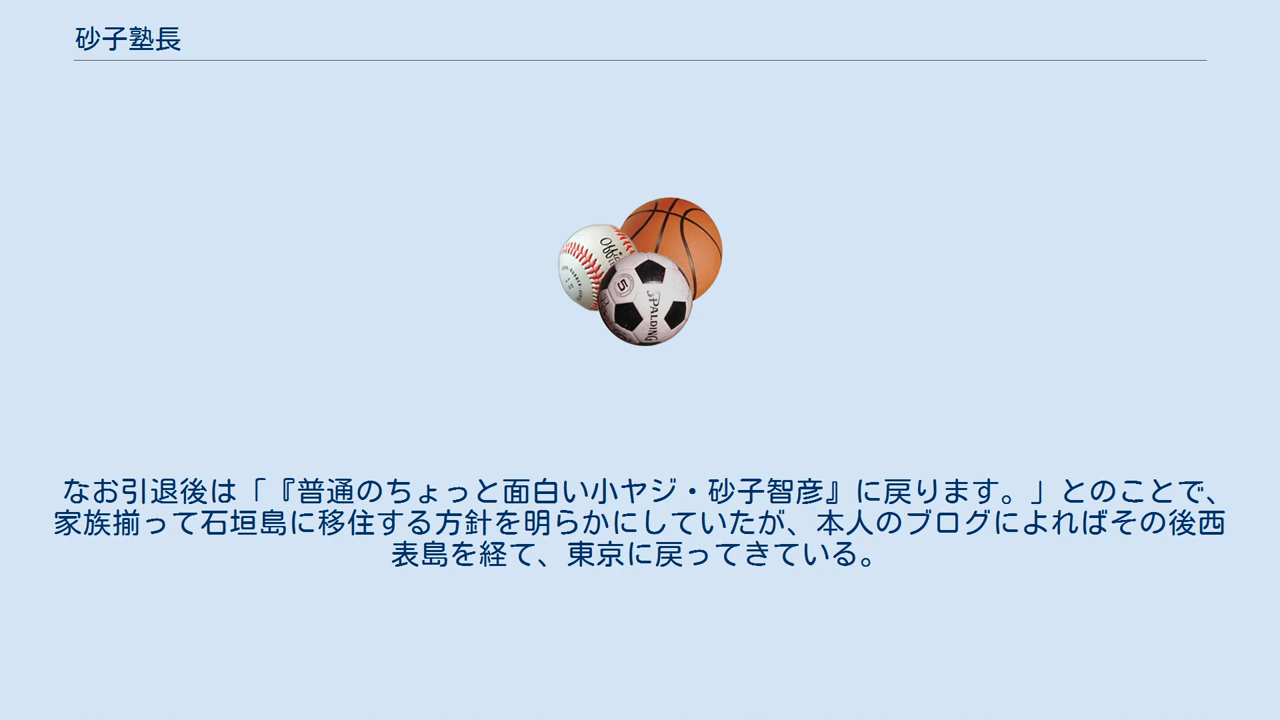 砂子塾長
Offi
5
SPALDING
なお引退後は「『普通のちょっと面白い小ヤジ・砂子智彦』に戻ります。」とのことで、
家族揃って石垣島に移住する方針を明らかにしていたが、本人のブログによればその後西
表島を経て、東京に戻ってきている。